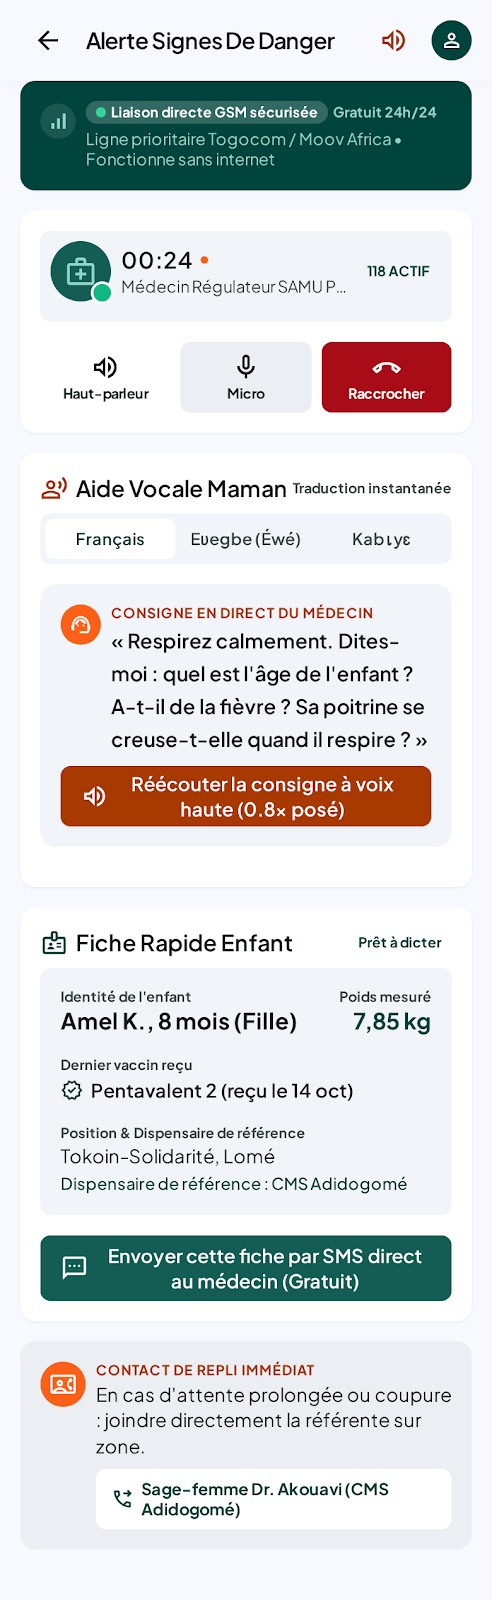 Alerte Signes De Danger
Liaison directe GSM sécurisée Gratuit 24h/24
Ligne prioritaire Togocom / Moov Africa •
Fonctionne sans internet
00:24
Médecin Régulateur SAMU P...
118 ACTIF
Haut-parleur
Micro
Raccrocher
Aide Vocale Maman Traduction instantanée
Français Eʋegbe (Éwé) Kabɩyɛ
CONSIGNE EN DIRECT DU MÉDECIN
« Respirez calmement. Dites-
moi : quel est l'âge de l'enfant ?
A-t-il de la fièvre ? Sa poitrine se
creuse-t-elle quand il respire ? »
Réécouter la consigne à voix
haute (0.8x posé)
Fiche Rapide Enfant Prêt à dicter
Identité de l'enfant
Amel K., 8 mois (Fille)
Poids mesuré
7,85 kg
Dernier vaccin reçu
Pentavalent 2 (reçu le 14 oct)
Position & Dispensaire de référence
Tokoin-Solidarité, Lomé
Dispensaire de référence : CMS Adidogomé
Envoyer cette fiche par SMS direct
au médecin (Gratuit)
CONTACT DE REPLI IMMÉDIAT
En cas d'attente prolongée ou coupure
: joindre directement la référente sur
zone.
Sage-femme Dr. Akouavi (CMS
Adidogomé)